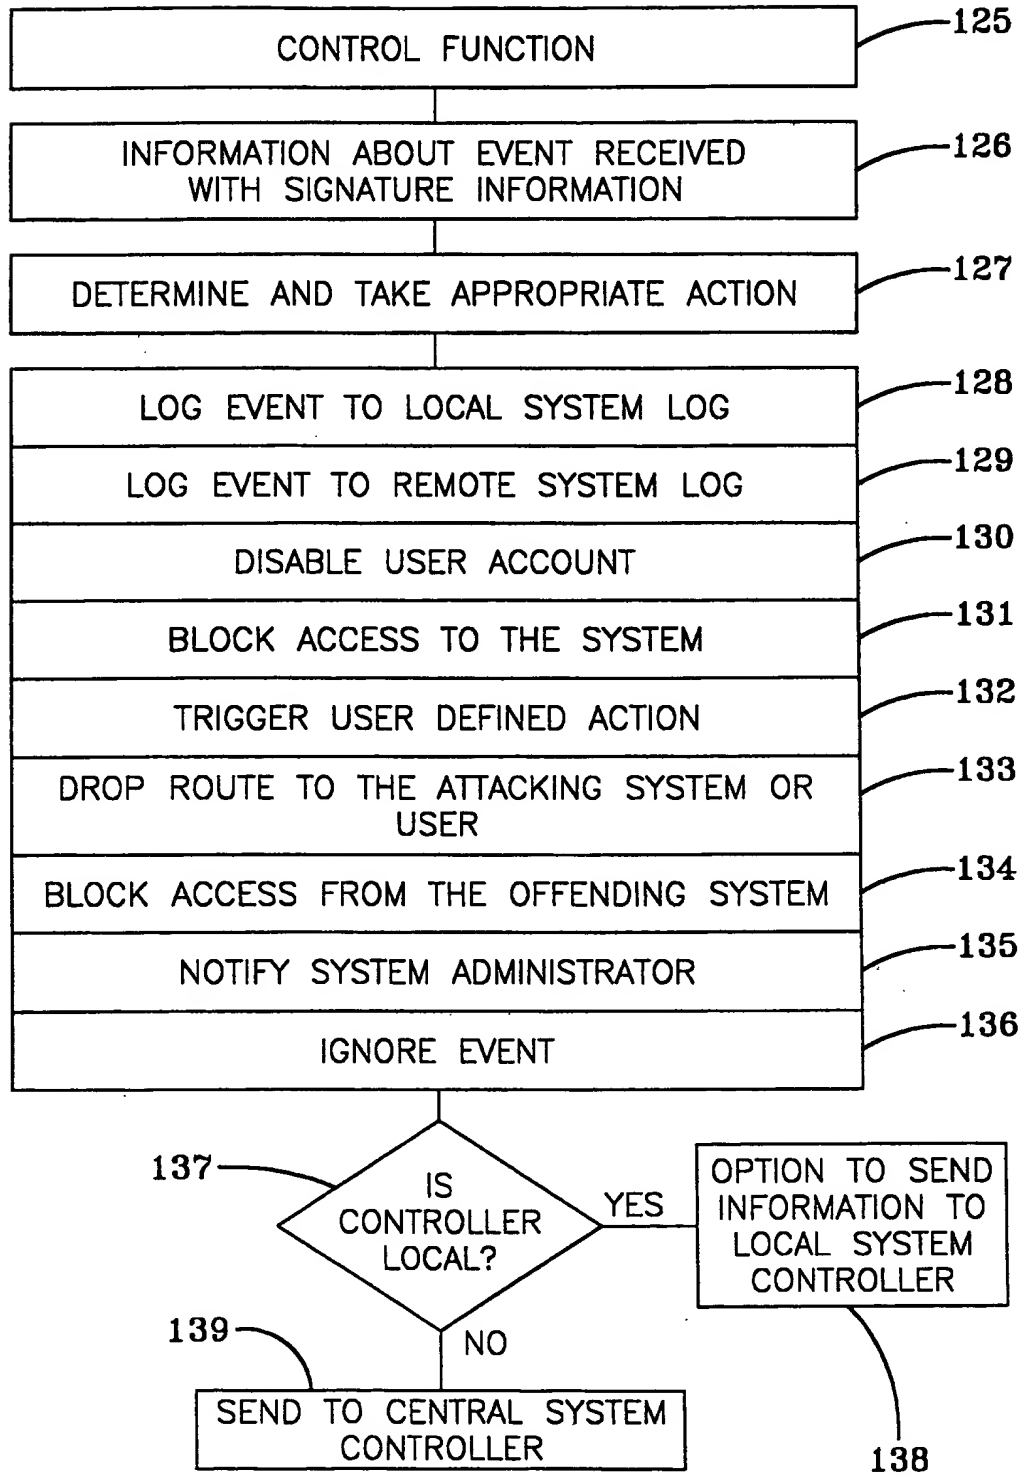 CONTROL FUNCTION
125
INFORMATION ABOUT EVENT RECEIVED
WITH SIGNATURE INFORMATION
126
DETERMINE AND TAKE APPROPRIATE ACTION
127
LOG EVENT TO LOCAL SYSTEM LOG
128
LOG EVENT TO REMOTE SYSTEM LOG
129
DISABLE USER ACCOUNT
130
BLOCK ACCESS TO THE SYSTEM
131
TRIGGER USER DEFINED ACTION
132
DROP ROUTE TO THE ATTACKING SYSTEM OR
USER
133
BLOCK ACCESS FROM THE OFFENDING SYSTEM
134
NOTIFY SYSTEM ADMINISTRATOR
135
IGNORE EVENT
136
137
IS
CONTROLLER
LOCAL?
YES
OPTION TO SEND
INFORMATION TO
LOCAL SYSTEM
CONTROLLER
138
NO
139
SEND TO CENTRAL SYSTEM
CONTROLLER